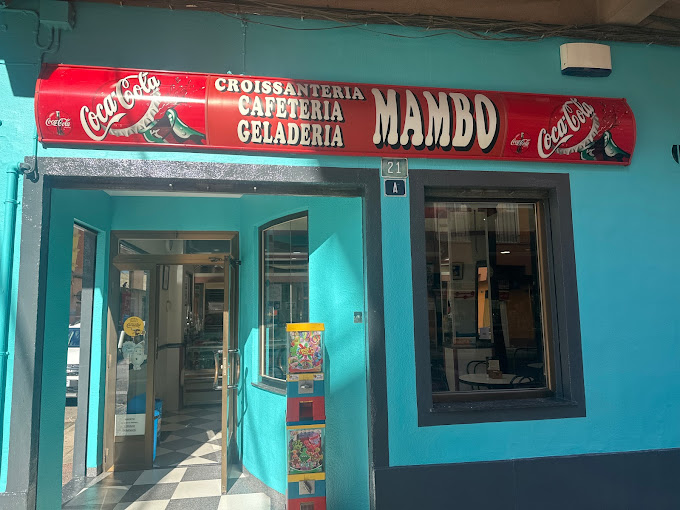 Coca-Cola
Coca-Cola
CROISSANTERIA
CAFETERIA
GELADERIA
MAMBO
Coca-Cola
Coca-Cola
21
A